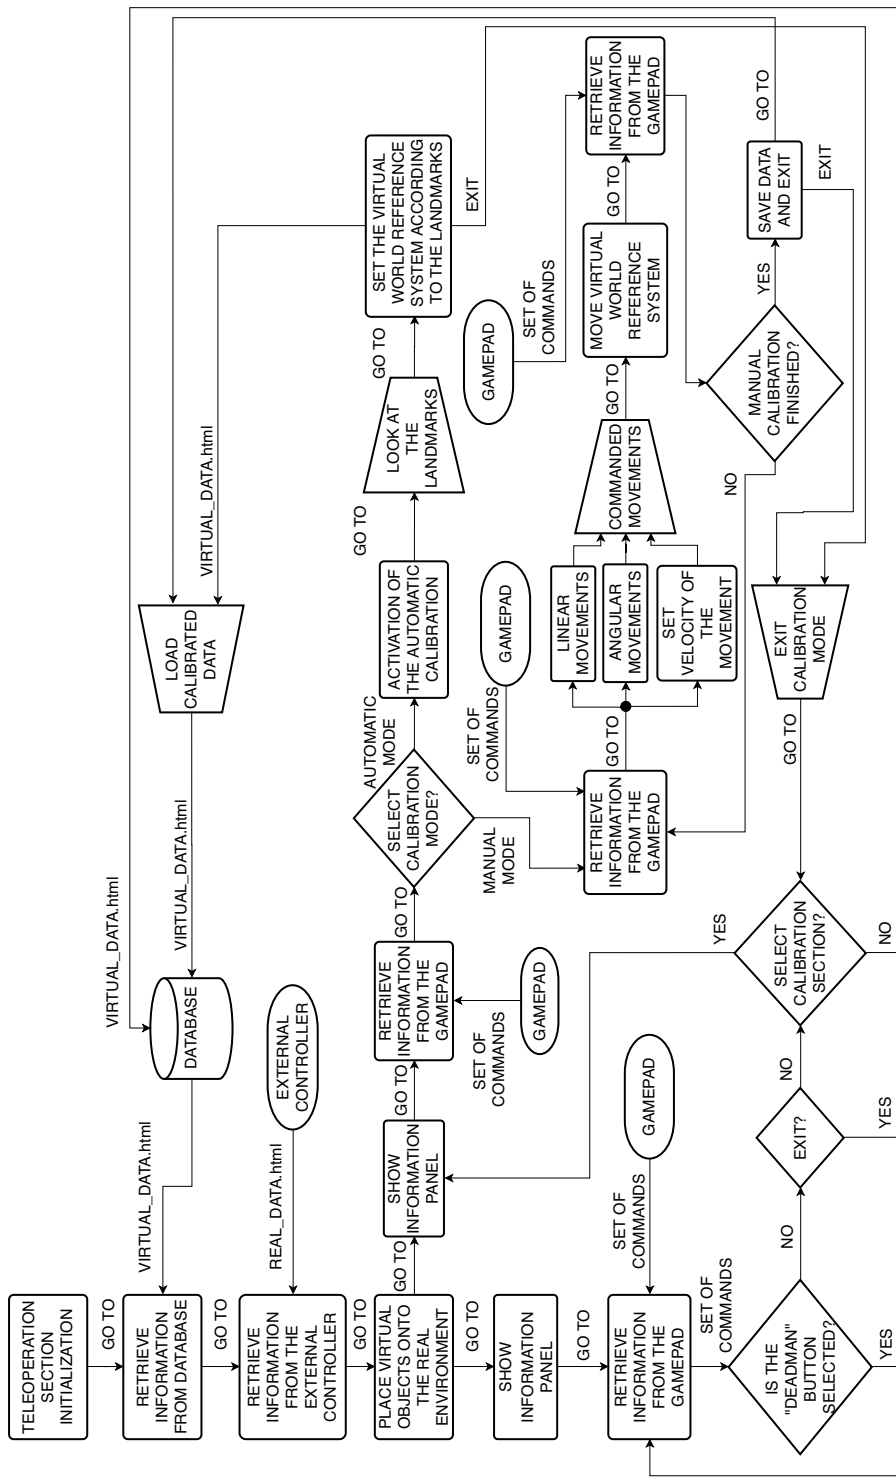 TELEOPERATION
SECTION
INITIALIZATION
GO TO
RETRIEVE
INFORMATION
FROM DATABASE
GO TO
RETRIEVE
INFORMATION
FROM THE
EXTERNAL
CONTROLLER
GO TO
PLACE VIRTUAL
OBJECTS ONTO
THE REAL
ENVIRONMENT
GO TO
SHOW
INFORMATION
PANEL
GO TO
RETRIEVE
INFORMATION
FROM THE
GAMEPAD
SET OF
COMMANDS
IS THE
"DEADMAN"
BUTTON
SELECTED?
YES
NO
VIRTUAL_DATA.html
REAL_DATA.html
GO TO
SET OF
COMMANDS
GAMEPAD
EXIT?
YES
NO
DATABASE
EXTERNAL
CONTROLLER
SHOW
INFORMATION
PANEL
GO TO
RETRIEVE
INFORMATION
FROM THE
GAMEPAD
SET OF
COMMANDS
GAMEPAD
GO TO
SELECT
CALIBRATION
SECTION?
YES
NO
VIRTUAL_DATA.html
VIRTUAL_DATA.html
SELECT
CALIBRATION
MODE?
AUTOMATIC
MODE
MANUAL
MODE
RETRIEVE
INFORMATION
FROM THE
GAMEPAD
SET OF
COMMANDS
GAMEPAD
GO TO
LINEAR
MOVEMENTS
ANGULAR
MOVEMENTS
SET
VELOCITY OF
THE
MOVEMENT
COMMANDED
MOVEMENTS
GO TO
MOVE VIRTUAL
WORLD
REFERENCE
SYSTEM
GO TO
RETRIEVE
INFORMATION
FROM THE
GAMEPAD
GAMEPAD
SET OF
COMMANDS
MANUAL
CALIBRATION
FINISHED?
NO
YES
SAVE DATA
AND EXIT
GO TO
EXIT
EXIT
CALIBRATION
MODE
GO TO
LOAD
CALIBRATED
DATA
VIRTUAL_DATA.html
ACTIVATION OF
THE AUTOMATIC
CALIBRATION
GO TO
LOOK AT
THE
LANDMARKS
GO TO
SET THE VIRTUAL
WORLD REFERENCE
SYSTEM ACCORDING
TO THE LANDMARKS
EXIT